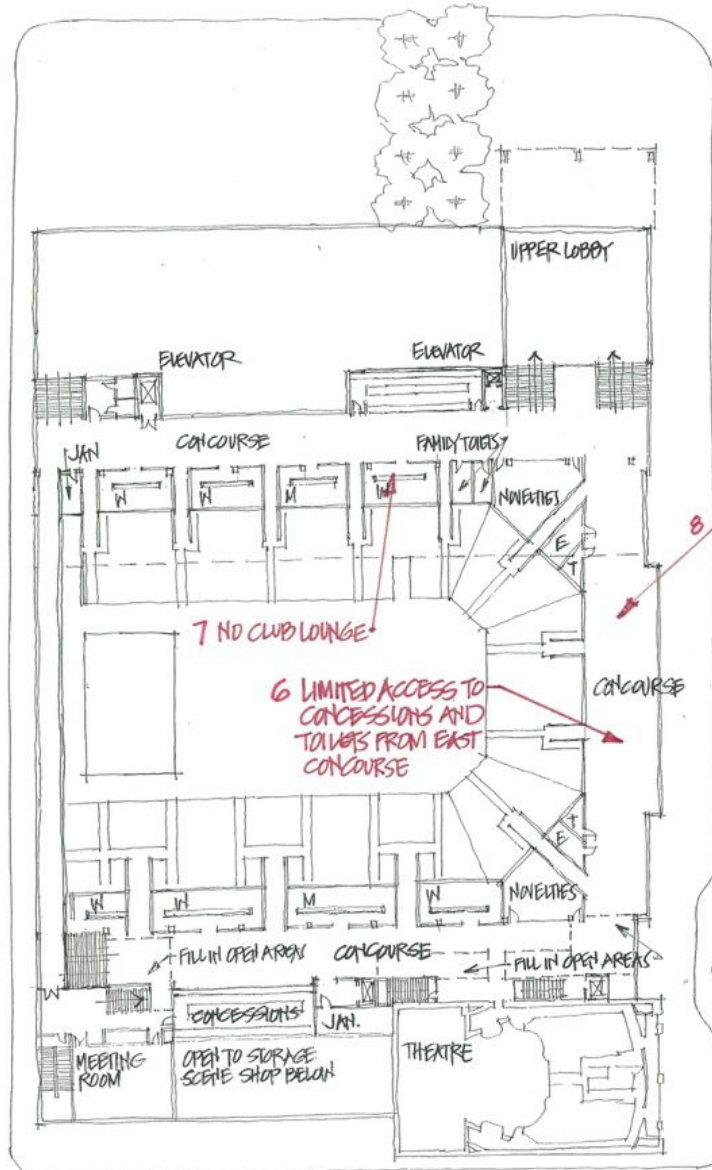 UPPER LOBBY
ELEVATOR
ELEVATOR
CONCOURSE
FAMILY TOILETS
JAN
W
W
M
W
NOVELTIES
E
T
8
7 NO CLUB LOUNGE
6 LIMITED ACCESS TO
CONCESSIONS AND
TOILETS FROM EAST
CONCOURSE
CONCOURSE
T
E
W
W
M
W
NOVELTIES
FILL IN OPEN AREAS
CONCOURSE
FILL IN OPEN AREAS
W
CONCESSIONS
JAN.
MEETING
ROOM
OPEN TO STORAGE
SCENE SHOP BELOW
THEATRE